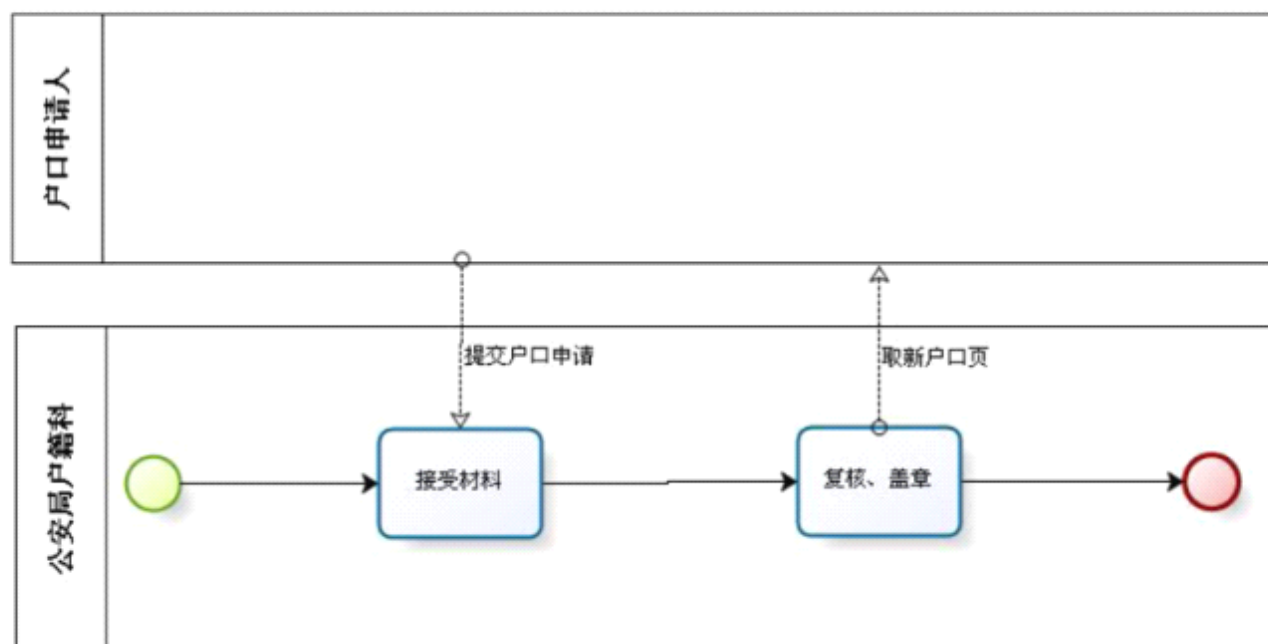 户口申请人
提交户口申请
取新户口页
公安局户籍科
接受材料
复核、盖章